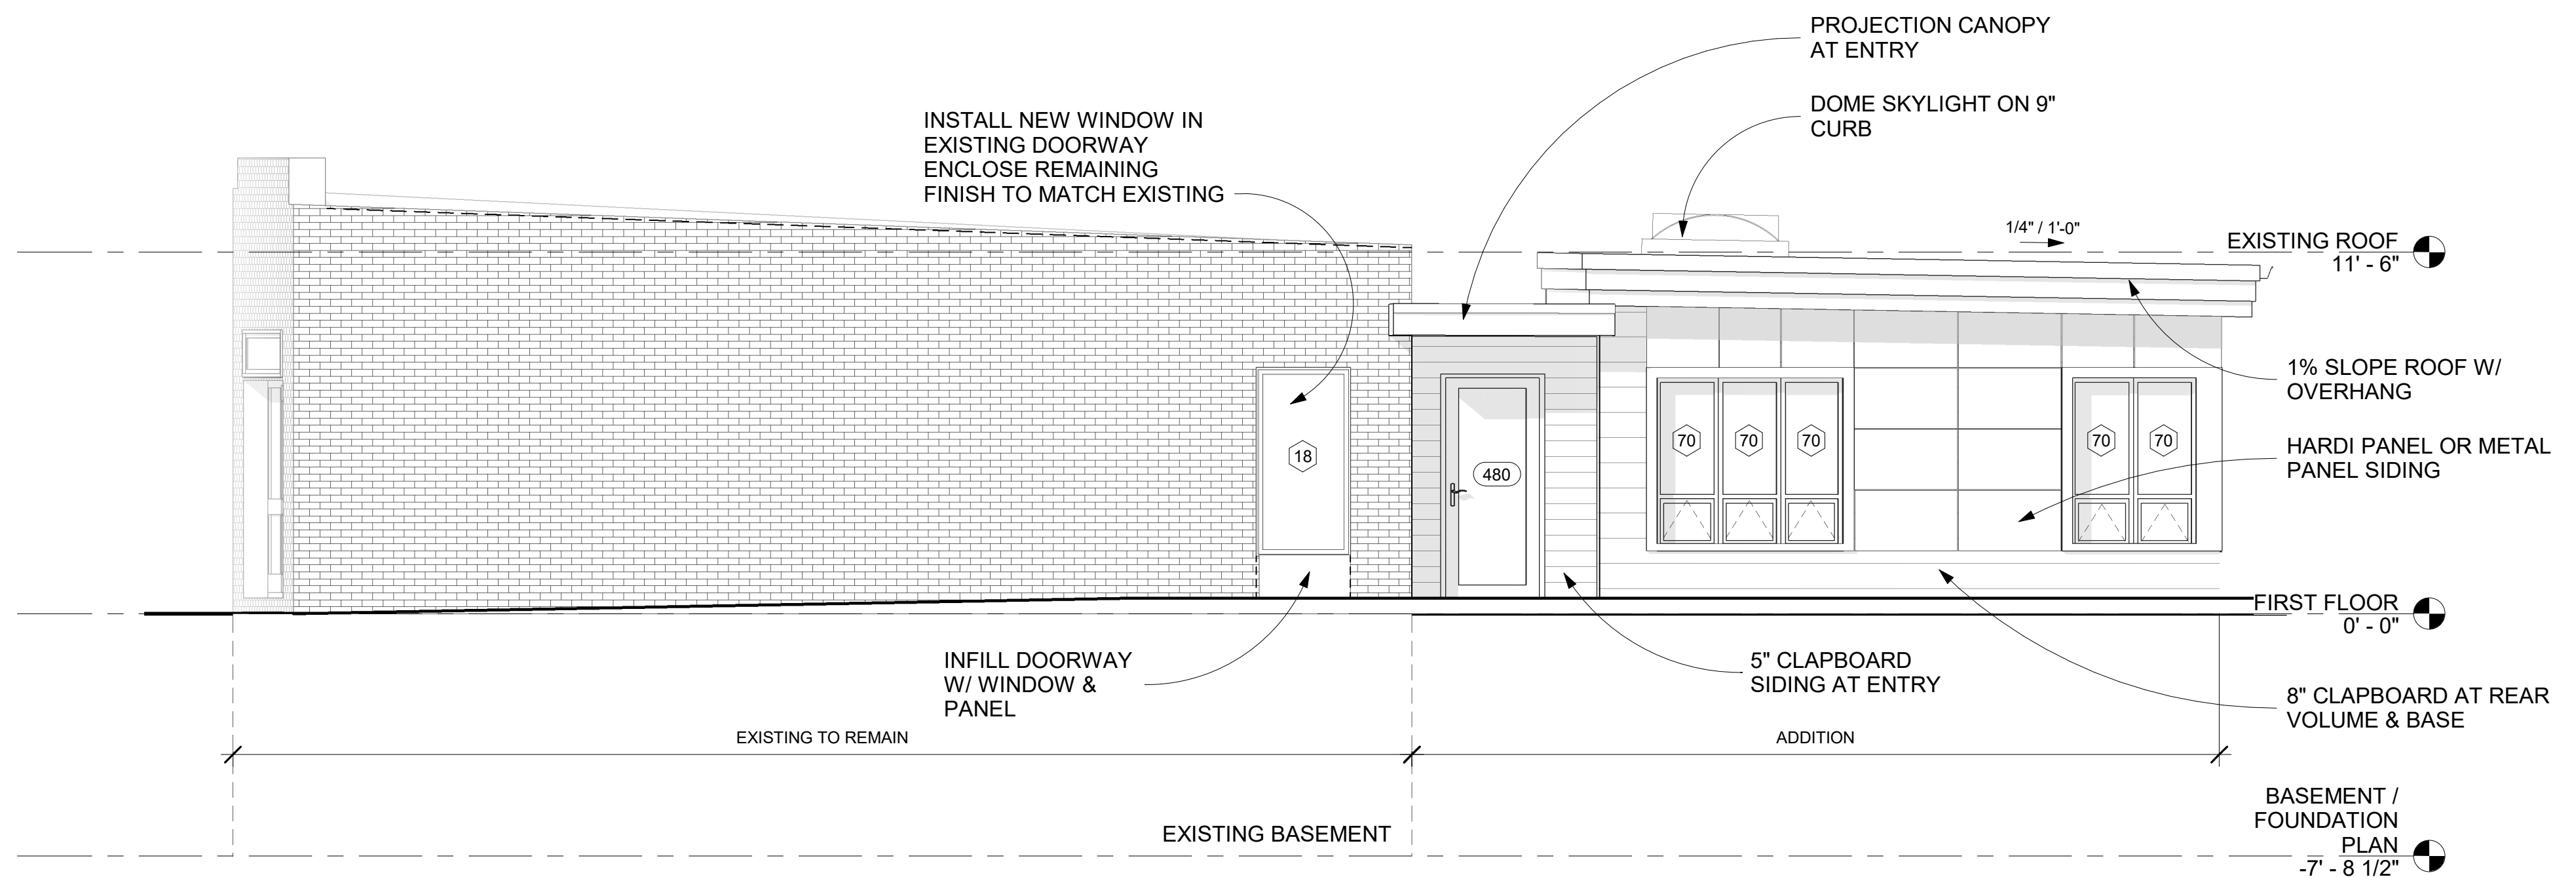 PROJECTION CANOPY
AT ENTRY
DOME SKYLIGHT ON 9"
CURB
INSTALL NEW WINDOW IN
EXISTING DOORWAY
ENCLOSE REMAINING
FINISH TO MATCH EXISTING
1/4" / 1'-0"
EXISTING ROOF
11' - 6"
1% SLOPE ROOF W/
OVERHANG
HARDI PANEL OR METAL
PANEL SIDING
18
480
70
70
70
70
70
FIRST FLOOR
0' - 0"
INFILL DOORWAY
W/ WINDOW &
PANEL
5" CLAPBOARD
SIDING AT ENTRY
8" CLAPBOARD AT REAR
VOLUME & BASE
EXISTING TO REMAIN
ADDITION
EXISTING BASEMENT
BASEMENT /
FOUNDATION
PLAN
-7' - 8 1/2"